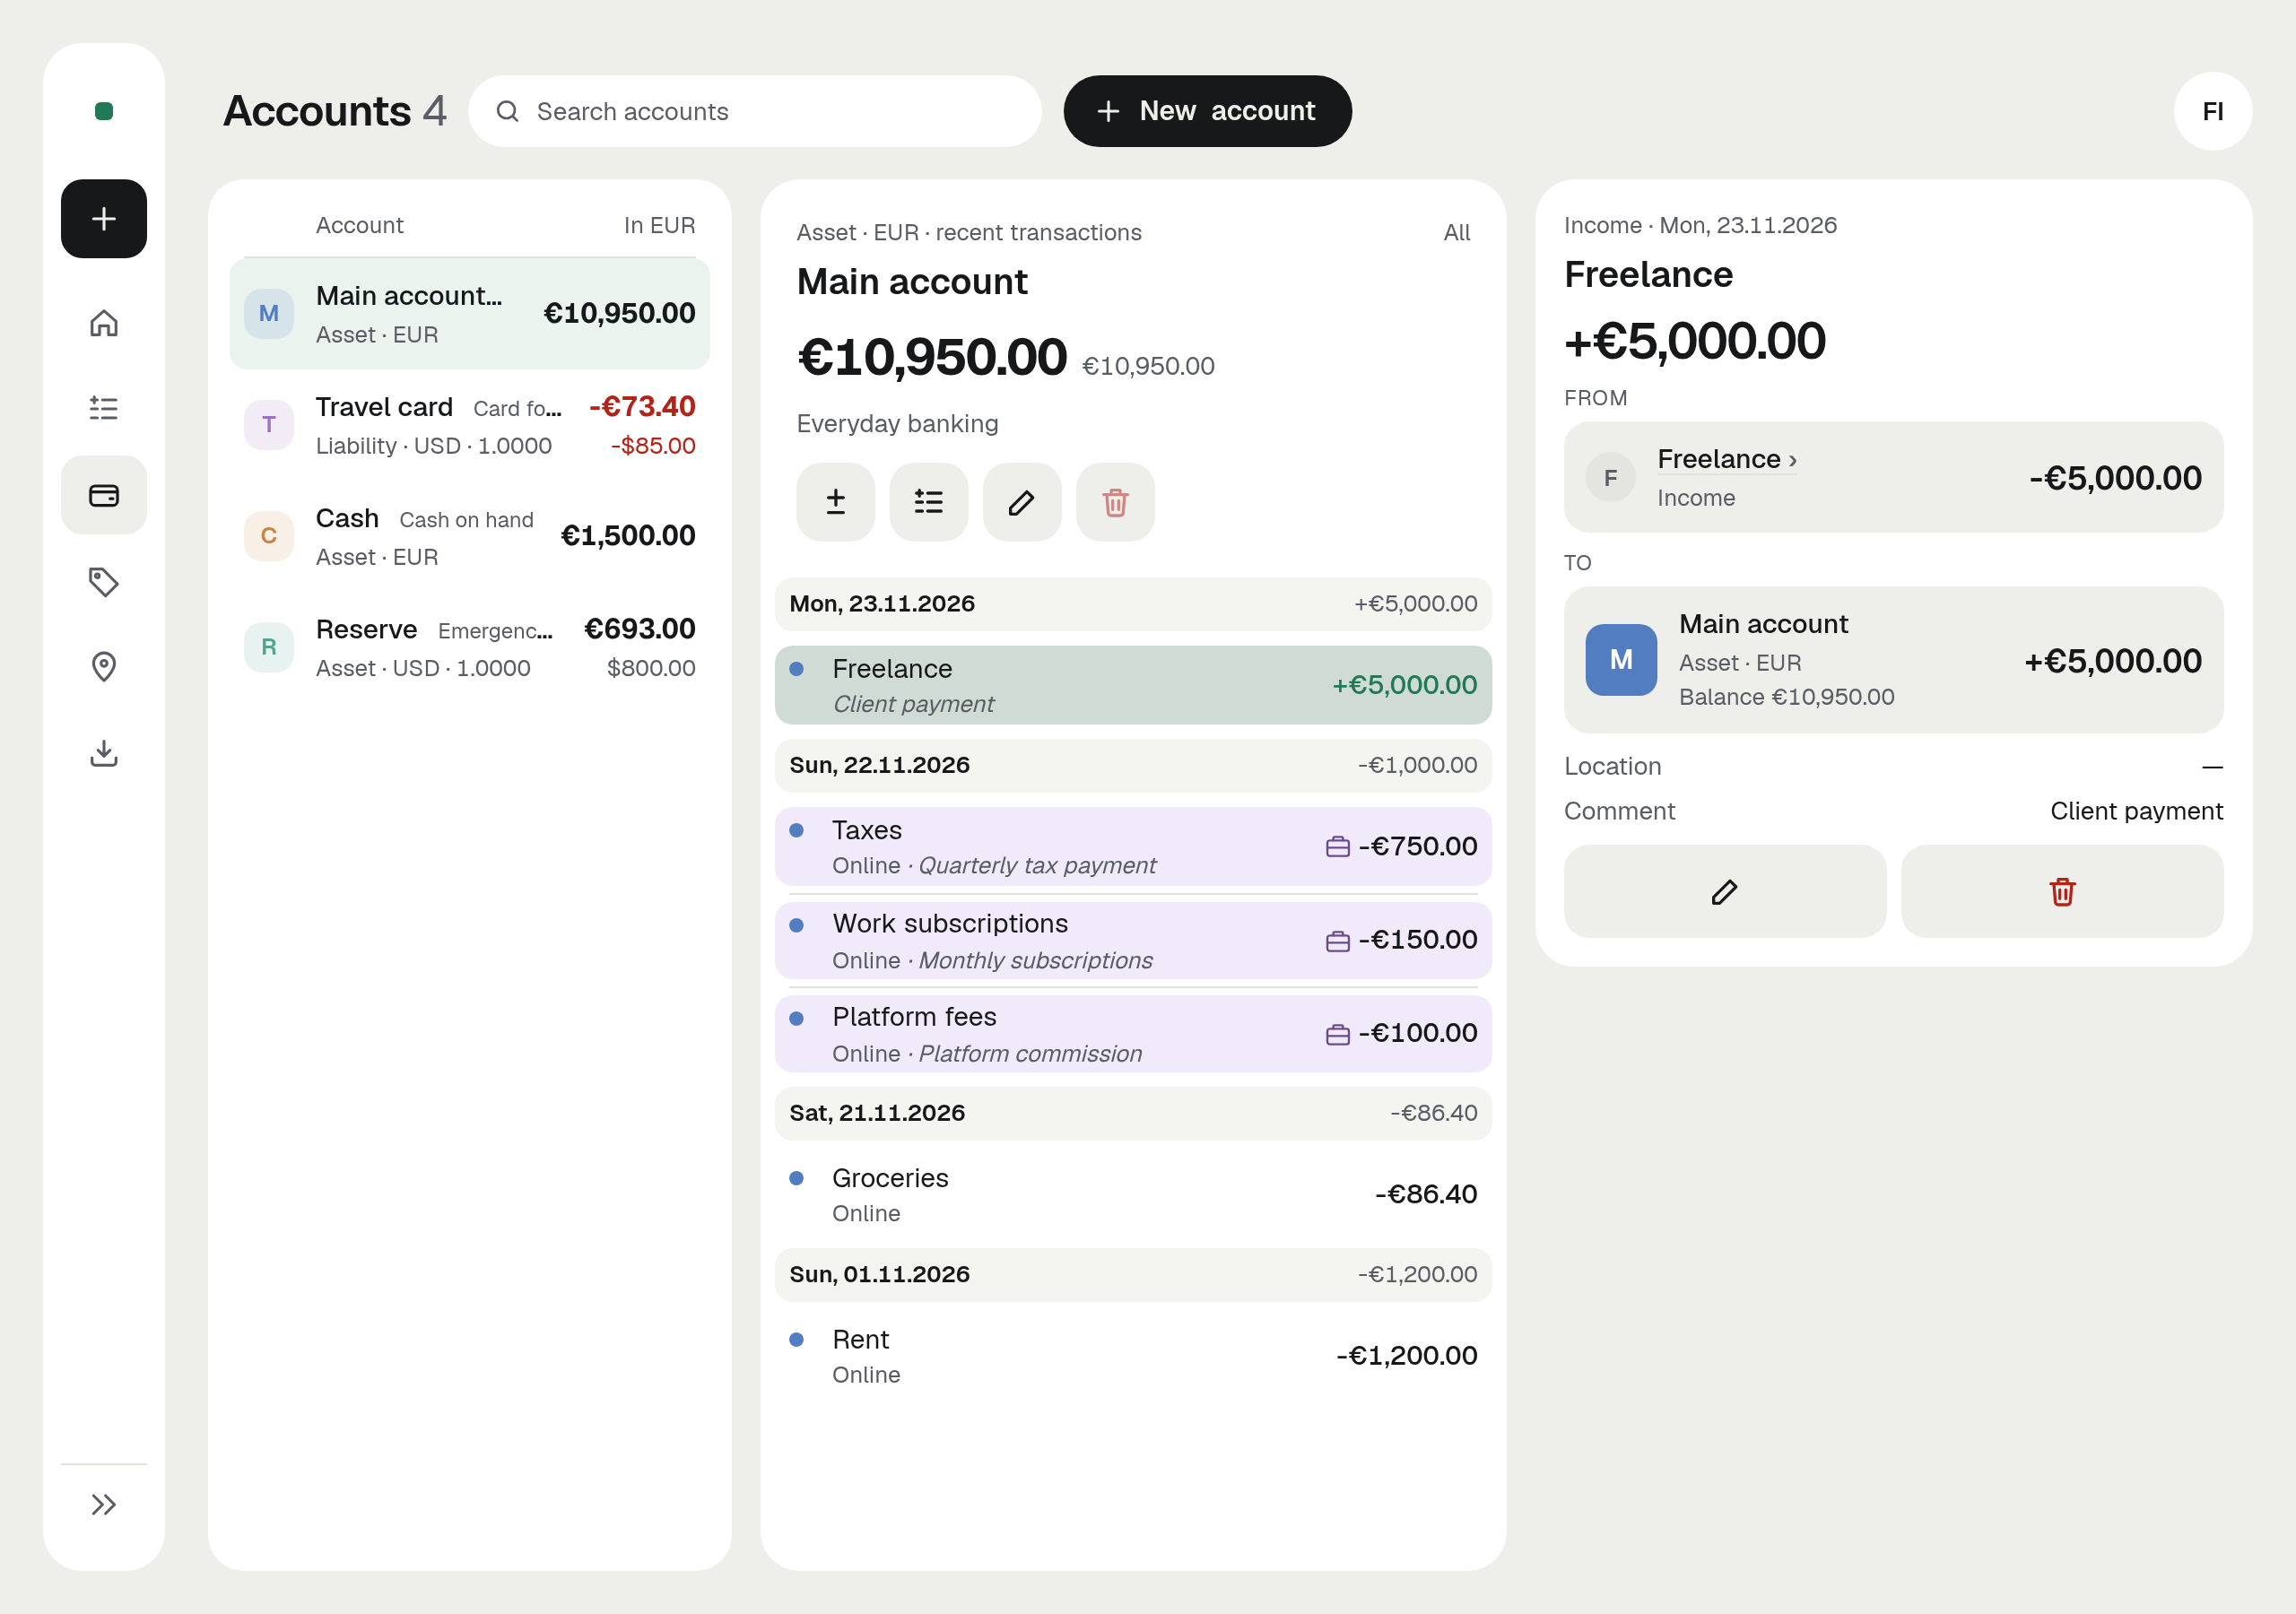 Accounts 4
Search accounts
New account
FI
Account
In EUR
M
Main account...
€10,950.00
Asset · EUR
T
Travel card Card fo...
-€73.40
Liability · USD · 1.0000
-$85.00
C
Cash Cash on hand
€1,500.00
Asset · EUR
R
Reserve Emergenc...
€693.00
Asset · USD · 1.0000
$800.00
Asset · EUR · recent transactions
All
Main account
€10,950.00 €10,950.00
Everyday banking
Mon, 23.11.2026
+€5,000.00
Freelance
Client payment
+€5,000.00
Sun, 22.11.2026
-€1,000.00
Taxes
Online · Quarterly tax payment
-€750.00
Work subscriptions
Online · Monthly subscriptions
-€150.00
Platform fees
Online · Platform commission
-€100.00
Sat, 21.11.2026
-€86.40
Groceries
Online
-€86.40
Sun, 01.11.2026
-€1,200.00
Rent
Online
-€1,200.00
Income · Mon, 23.11.2026
Freelance
+€5,000.00
FROM
F
Freelance ›
Income
-€5,000.00
TO
M
Main account
Asset · EUR
Balance €10,950.00
+€5,000.00
Location
—
Comment
Client payment